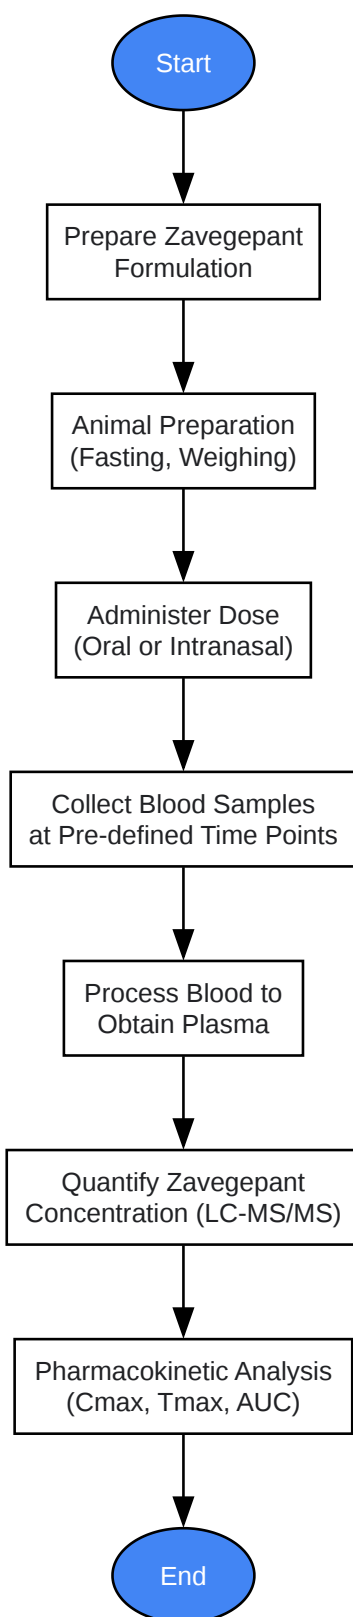 Start
Prepare Zavegepant
Formulation
Animal Preparation
(Fasting, Weighing)
Administer Dose
(Oral or Intranasal)
Collect Blood Samples
at Pre-defined Time Points
Process Blood to
Obtain Plasma
Quantify Zavegepant
Concentration (LC-MS/MS)
Pharmacokinetic Analysis
(Cmax, Tmax, AUC)
End